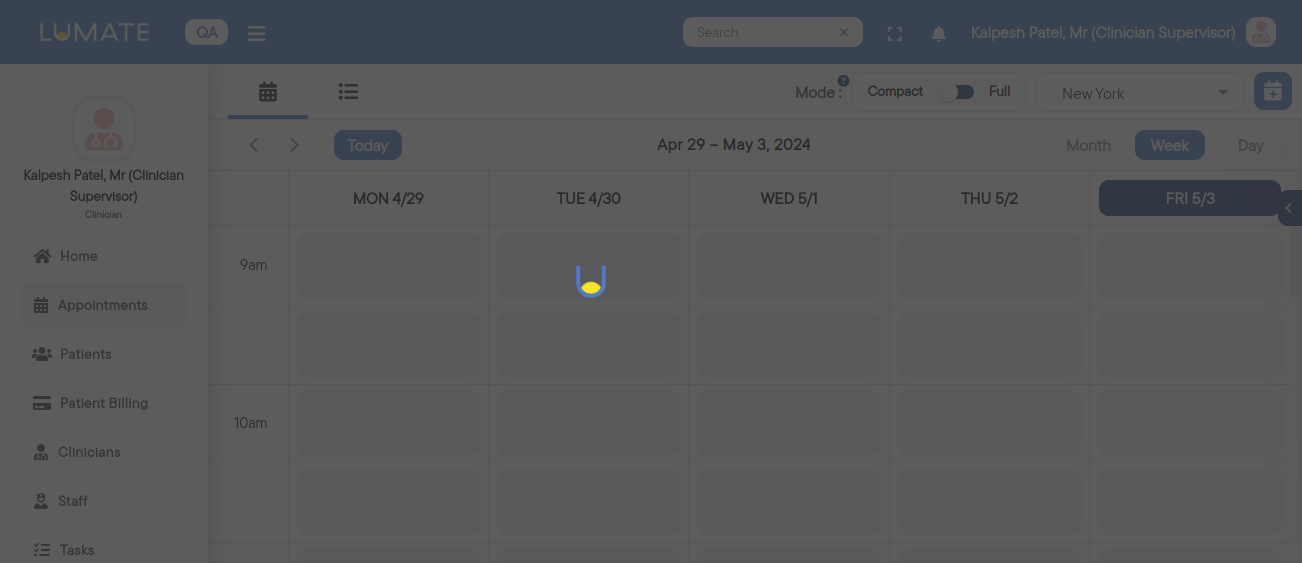 LUMATE
QA
Search
Kalpesh Patel, Mr (Clinician Supervisor)
Mode :
?
Compact
Full
New York
Today
Apr 29 – May 3, 2024
Month
Week
Day
Kalpesh Patel, Mr (Clinician
Supervisor)
Clinician
Home
Appointments
Patients
Patient Billing
Clinicians
Staff
Tasks
MON 4/29
TUE 4/30
WED 5/1
THU 5/2
FRI 5/3
9am
10am